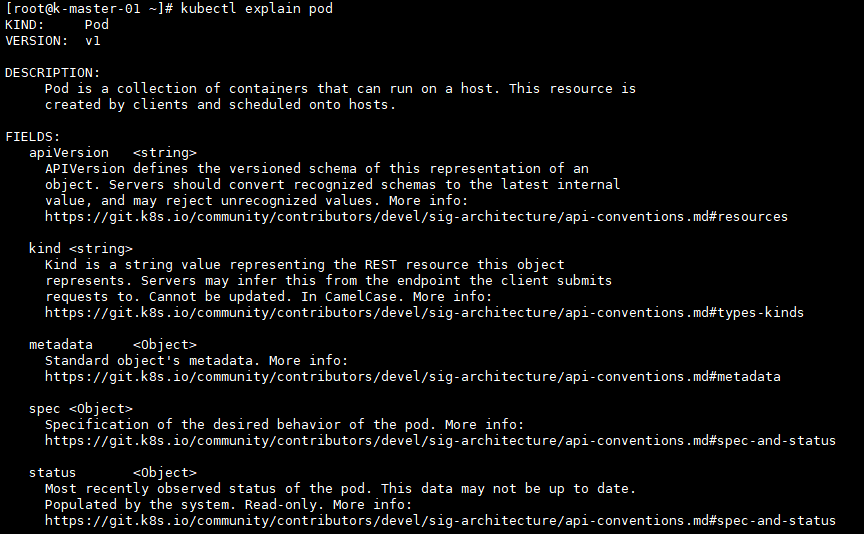 [root@k-master-01 ~]# kubectl explain pod
KIND:     Pod
VERSION:  v1

DESCRIPTION:
     Pod is a collection of containers that can run on a host. This resource is
     created by clients and scheduled onto hosts.

FIELDS:
   apiVersion   <string>
     APIVersion defines the versioned schema of this representation of an
     object. Servers should convert recognized schemas to the latest internal
     value, and may reject unrecognized values. More info:
     https://git.k8s.io/community/contributors/devel/sig-architecture/api-conventions.md#resources

   kind <string>
     Kind is a string value representing the REST resource this object
     represents. Servers may infer this from the endpoint the client submits
     requests to. Cannot be updated. In CamelCase. More info:
     https://git.k8s.io/community/contributors/devel/sig-architecture/api-conventions.md#types-kinds

   metadata     <Object>
     Standard object's metadata. More info:
     https://git.k8s.io/community/contributors/devel/sig-architecture/api-conventions.md#metadata

   spec <Object>
     Specification of the desired behavior of the pod. More info:
     https://git.k8s.io/community/contributors/devel/sig-architecture/api-conventions.md#spec-and-status

   status       <Object>
     Most recently observed status of the pod. This data may not be up to date.
     Populated by the system. Read-only. More info:
     https://git.k8s.io/community/contributors/devel/sig-architecture/api-conventions.md#spec-and-status